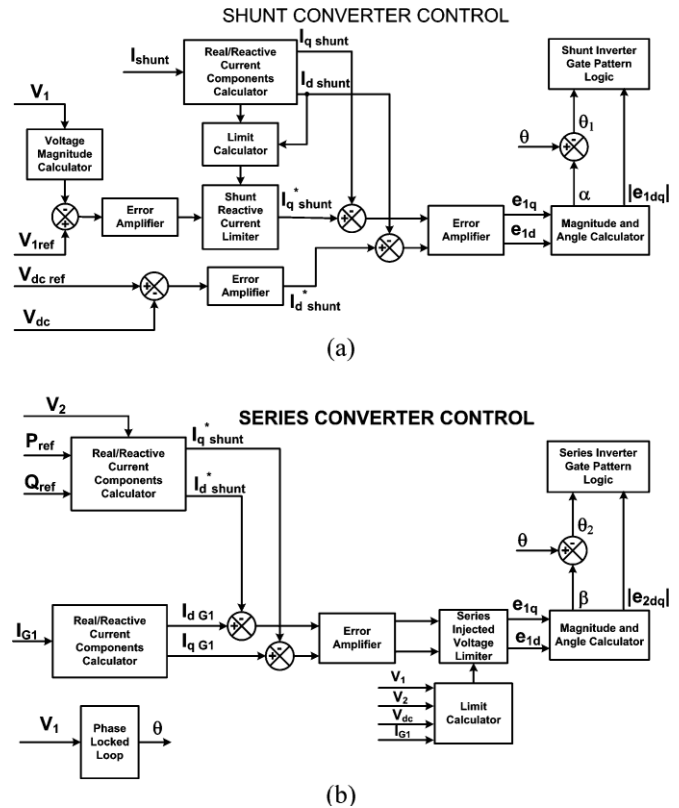 SHUNT CONVERTER CONTROL
I shunt
Real/Reactive
Current
Components
Calculator
I q shunt
I d shunt
Shunt Inverter
Gate Pattern
Logic
V1
Voltage
Magnitude
Calculator
Limit
Calculator
θ
θ1
+ -
α
|e1dq|
- +
V1ref
Error
Amplifier
Shunt
Reactive
Current
Limiter
Iq*shunt
+ -
+ -
Error
Amplifier
e1q
e1d
Magnitude and
Angle Calculator
Vdc ref
+ -
Error
Amplifier
Id*shunt
Vdc
(a)
SERIES CONVERTER CONTROL
V2
Pref
Qref
Real/Reactive
Current
Components
Calculator
Iq*shunt
Id*shunt
Series Inverter
Gate Pattern
Logic
θ
θ2
+ -
β
|e2dq|
IG1
Real/Reactive
Current
Components
Calculator
Id G1
Iq G1
+ -
+ -
Error
Amplifier
Series
Injected
Voltage
Limiter
e1q
e1d
Magnitude and
Angle Calculator
V1
V2
Vdc
IG1
Limit
Calculator
V1
Phase
Locked
Loop
θ
(b)